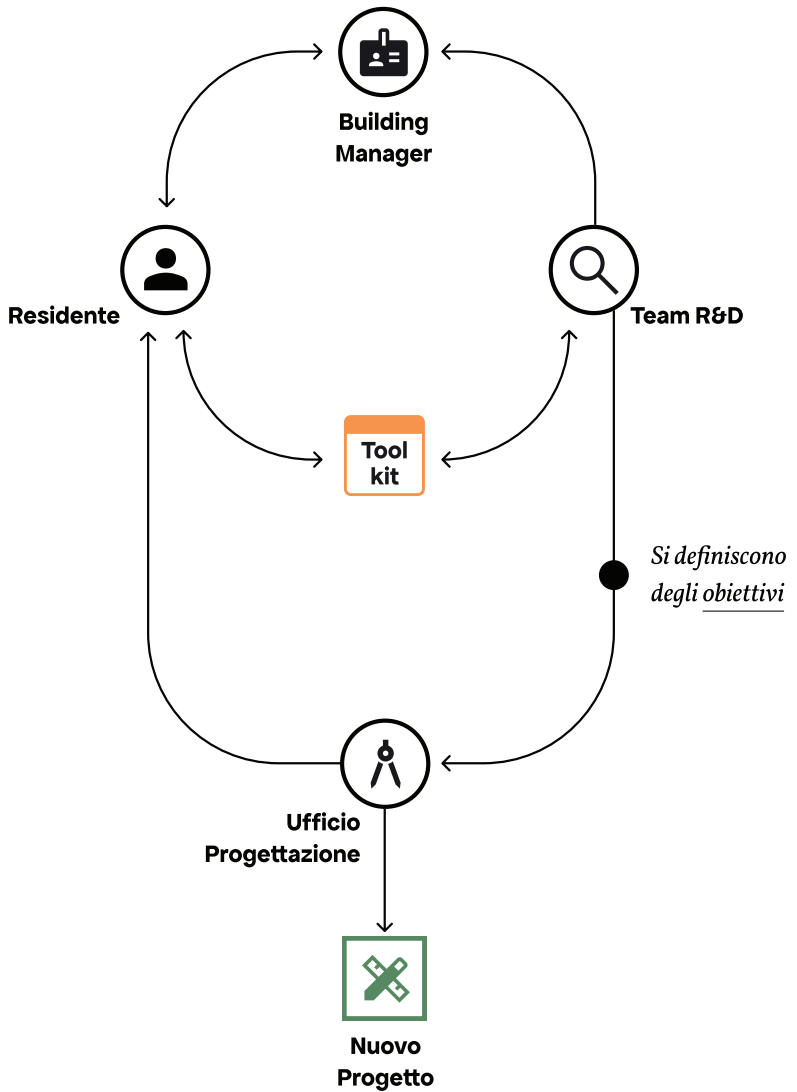 Building
Manager
Residente
Team R&D
Tool
kit
Si definiscono
degli obiettivi
Ufficio
Progettazione
Nuovo
Progetto